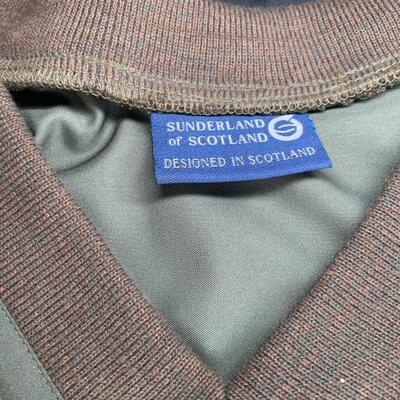 SUNDERLAND
of SCOTLAND
DESIGNED IN SCOTLAND